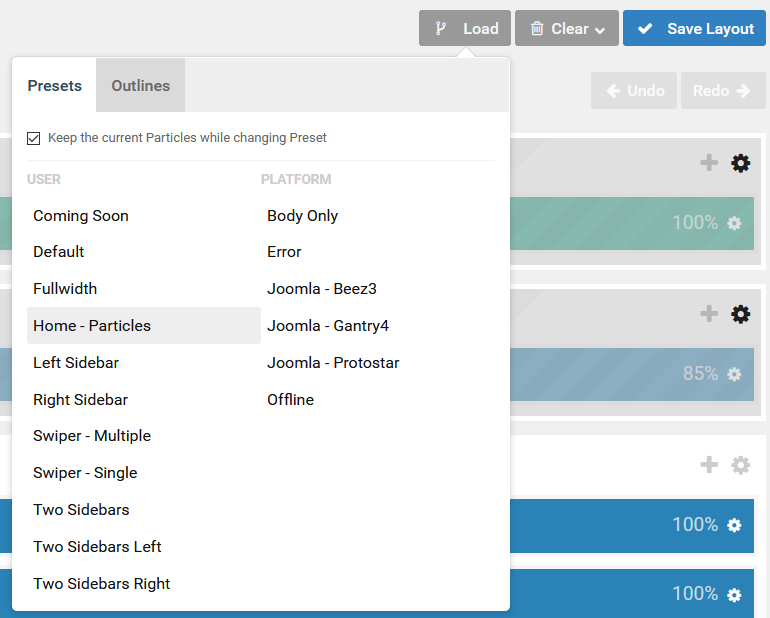 Load Clear Save Layout
Presets Outlines
Undo Redo
Keep the current Particles while changing Preset
USER PLATFORM
Coming Soon Body Only
Default Error
Fullwidth Joomla - Beez3
Home - Particles Joomla - Gantry4
Left Sidebar Joomla - Protostar
Right Sidebar Offline
Swiper - Multiple
Swiper - Single
Two Sidebars
Two Sidebars Left
Two Sidebars Right
100%
85%
100%
100%